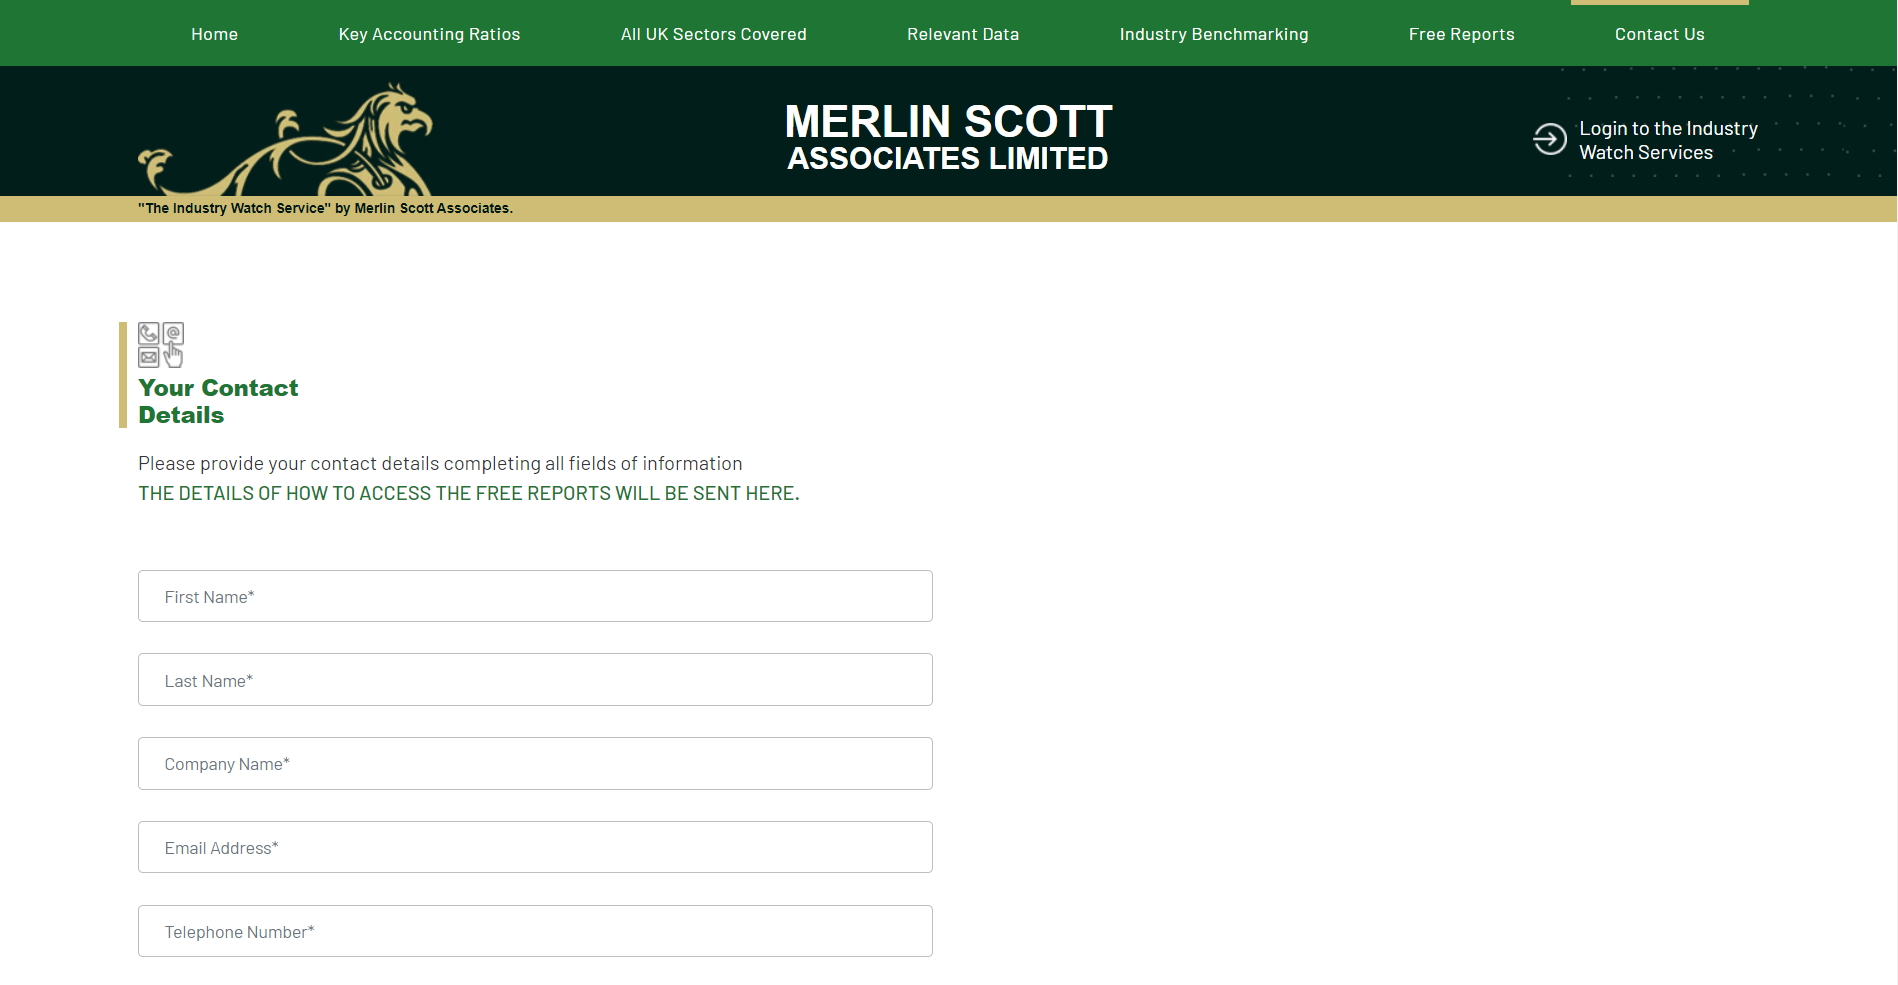 Home
Key Accounting Ratios
All UK Sectors Covered
Relevant Data
Industry Benchmarking
Free Reports
Contact Us
MERLIN SCOTT
ASSOCIATES LIMITED
Login to the Industry
Watch Services
"The Industry Watch Service" by Merlin Scott Associates.
@
Your Contact
Details
Please provide your contact details completing all fields of information
THE DETAILS OF HOW TO ACCESS THE FREE REPORTS WILL BE SENT HERE.
First Name*
Last Name*
Company Name*
Email Address*
Telephone Number*